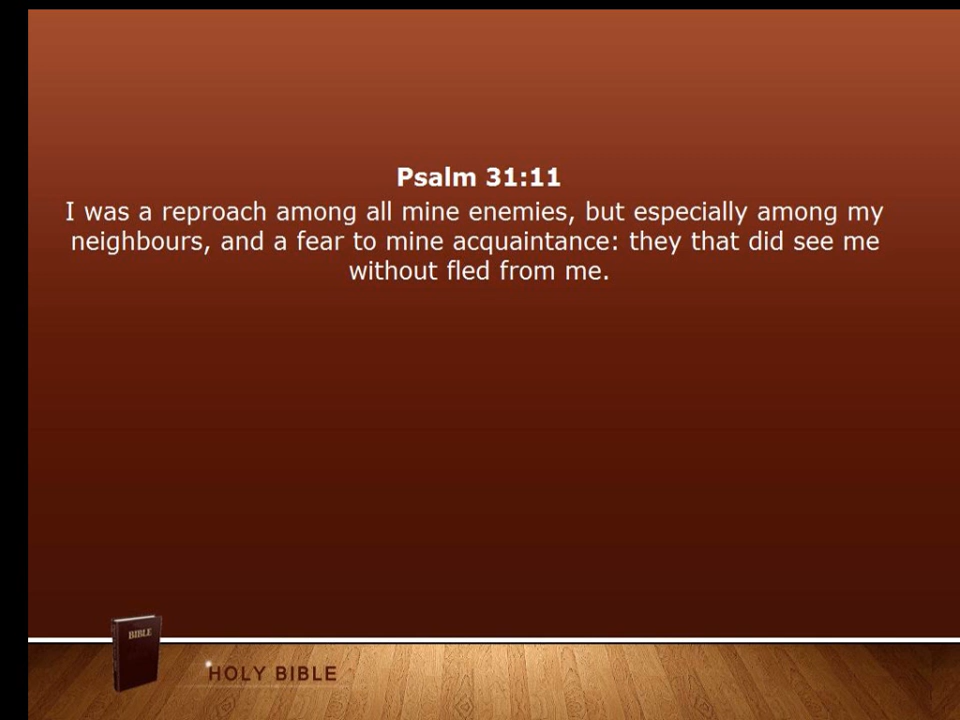 Psalm 31:11
I was a reproach among all mine enemies, but especially among my
neighbours, and a fear to mine acquaintance: they that did see me
without fled from me.
BIBLE
HOLY BIBLE